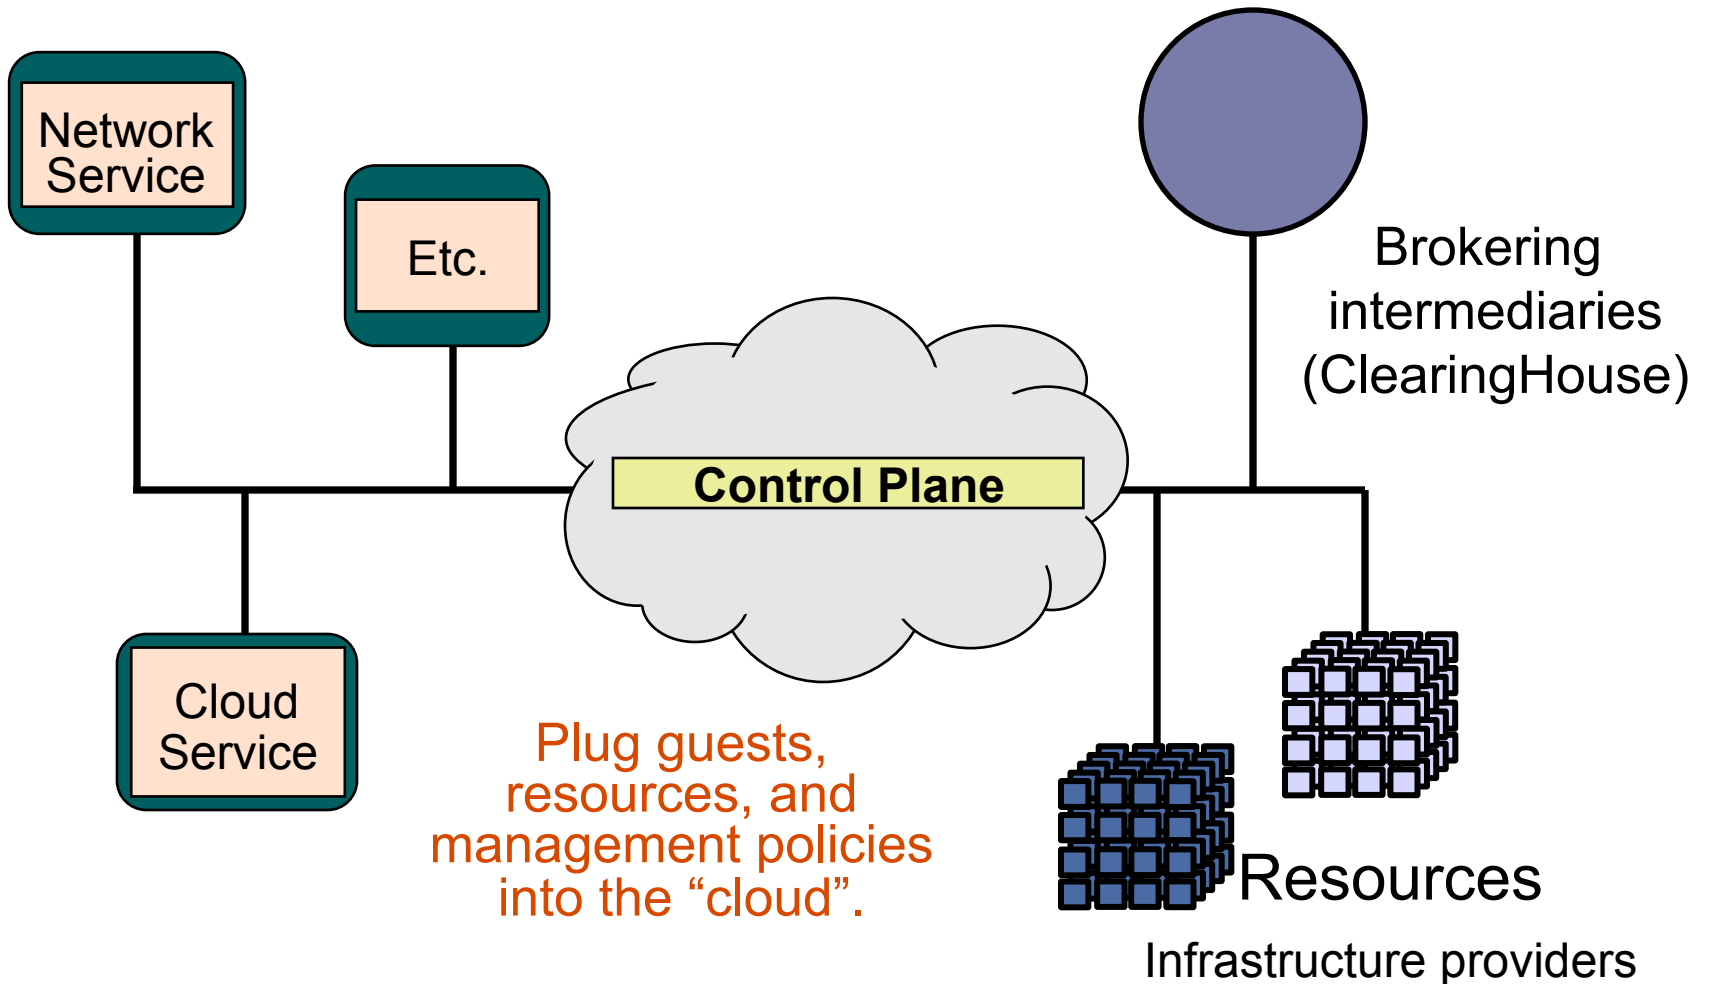 Network
Service
Etc.
Brokering
intermediaries
(ClearingHouse)
Control Plane
Cloud
Service
Plug guests,
resources, and
management policies
into the “cloud”.
Resources
Infrastructure providers